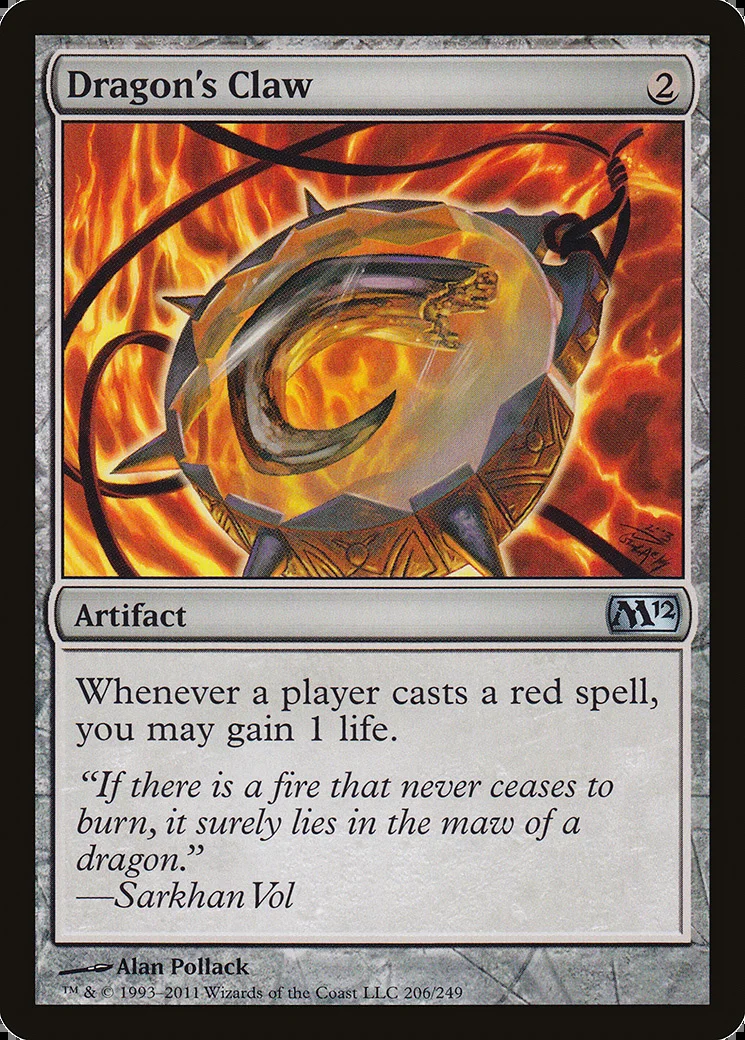 Dragon's Claw 2
Artifact M12
Whenever a player casts a red spell,
you may gain 1 life.
“If there is a fire that never ceases to
burn, it surely lies in the maw of a
dragon.”
—Sarkhan Vol
Alan Pollack
™ & © 1993–2011 Wizards of the Coast LLC 206/249